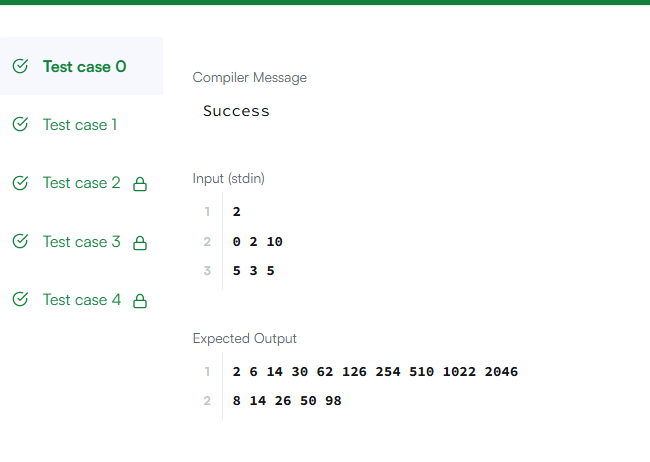 Test case 0
Test case 1
Test case 2
Test case 3
Test case 4
Compiler Message
Success
Input (stdin)
1 2
2 0 2 10
3 5 3 5
Expected Output
1 2 6 14 30 62 126 254 510 1022 2046
2 8 14 26 50 98